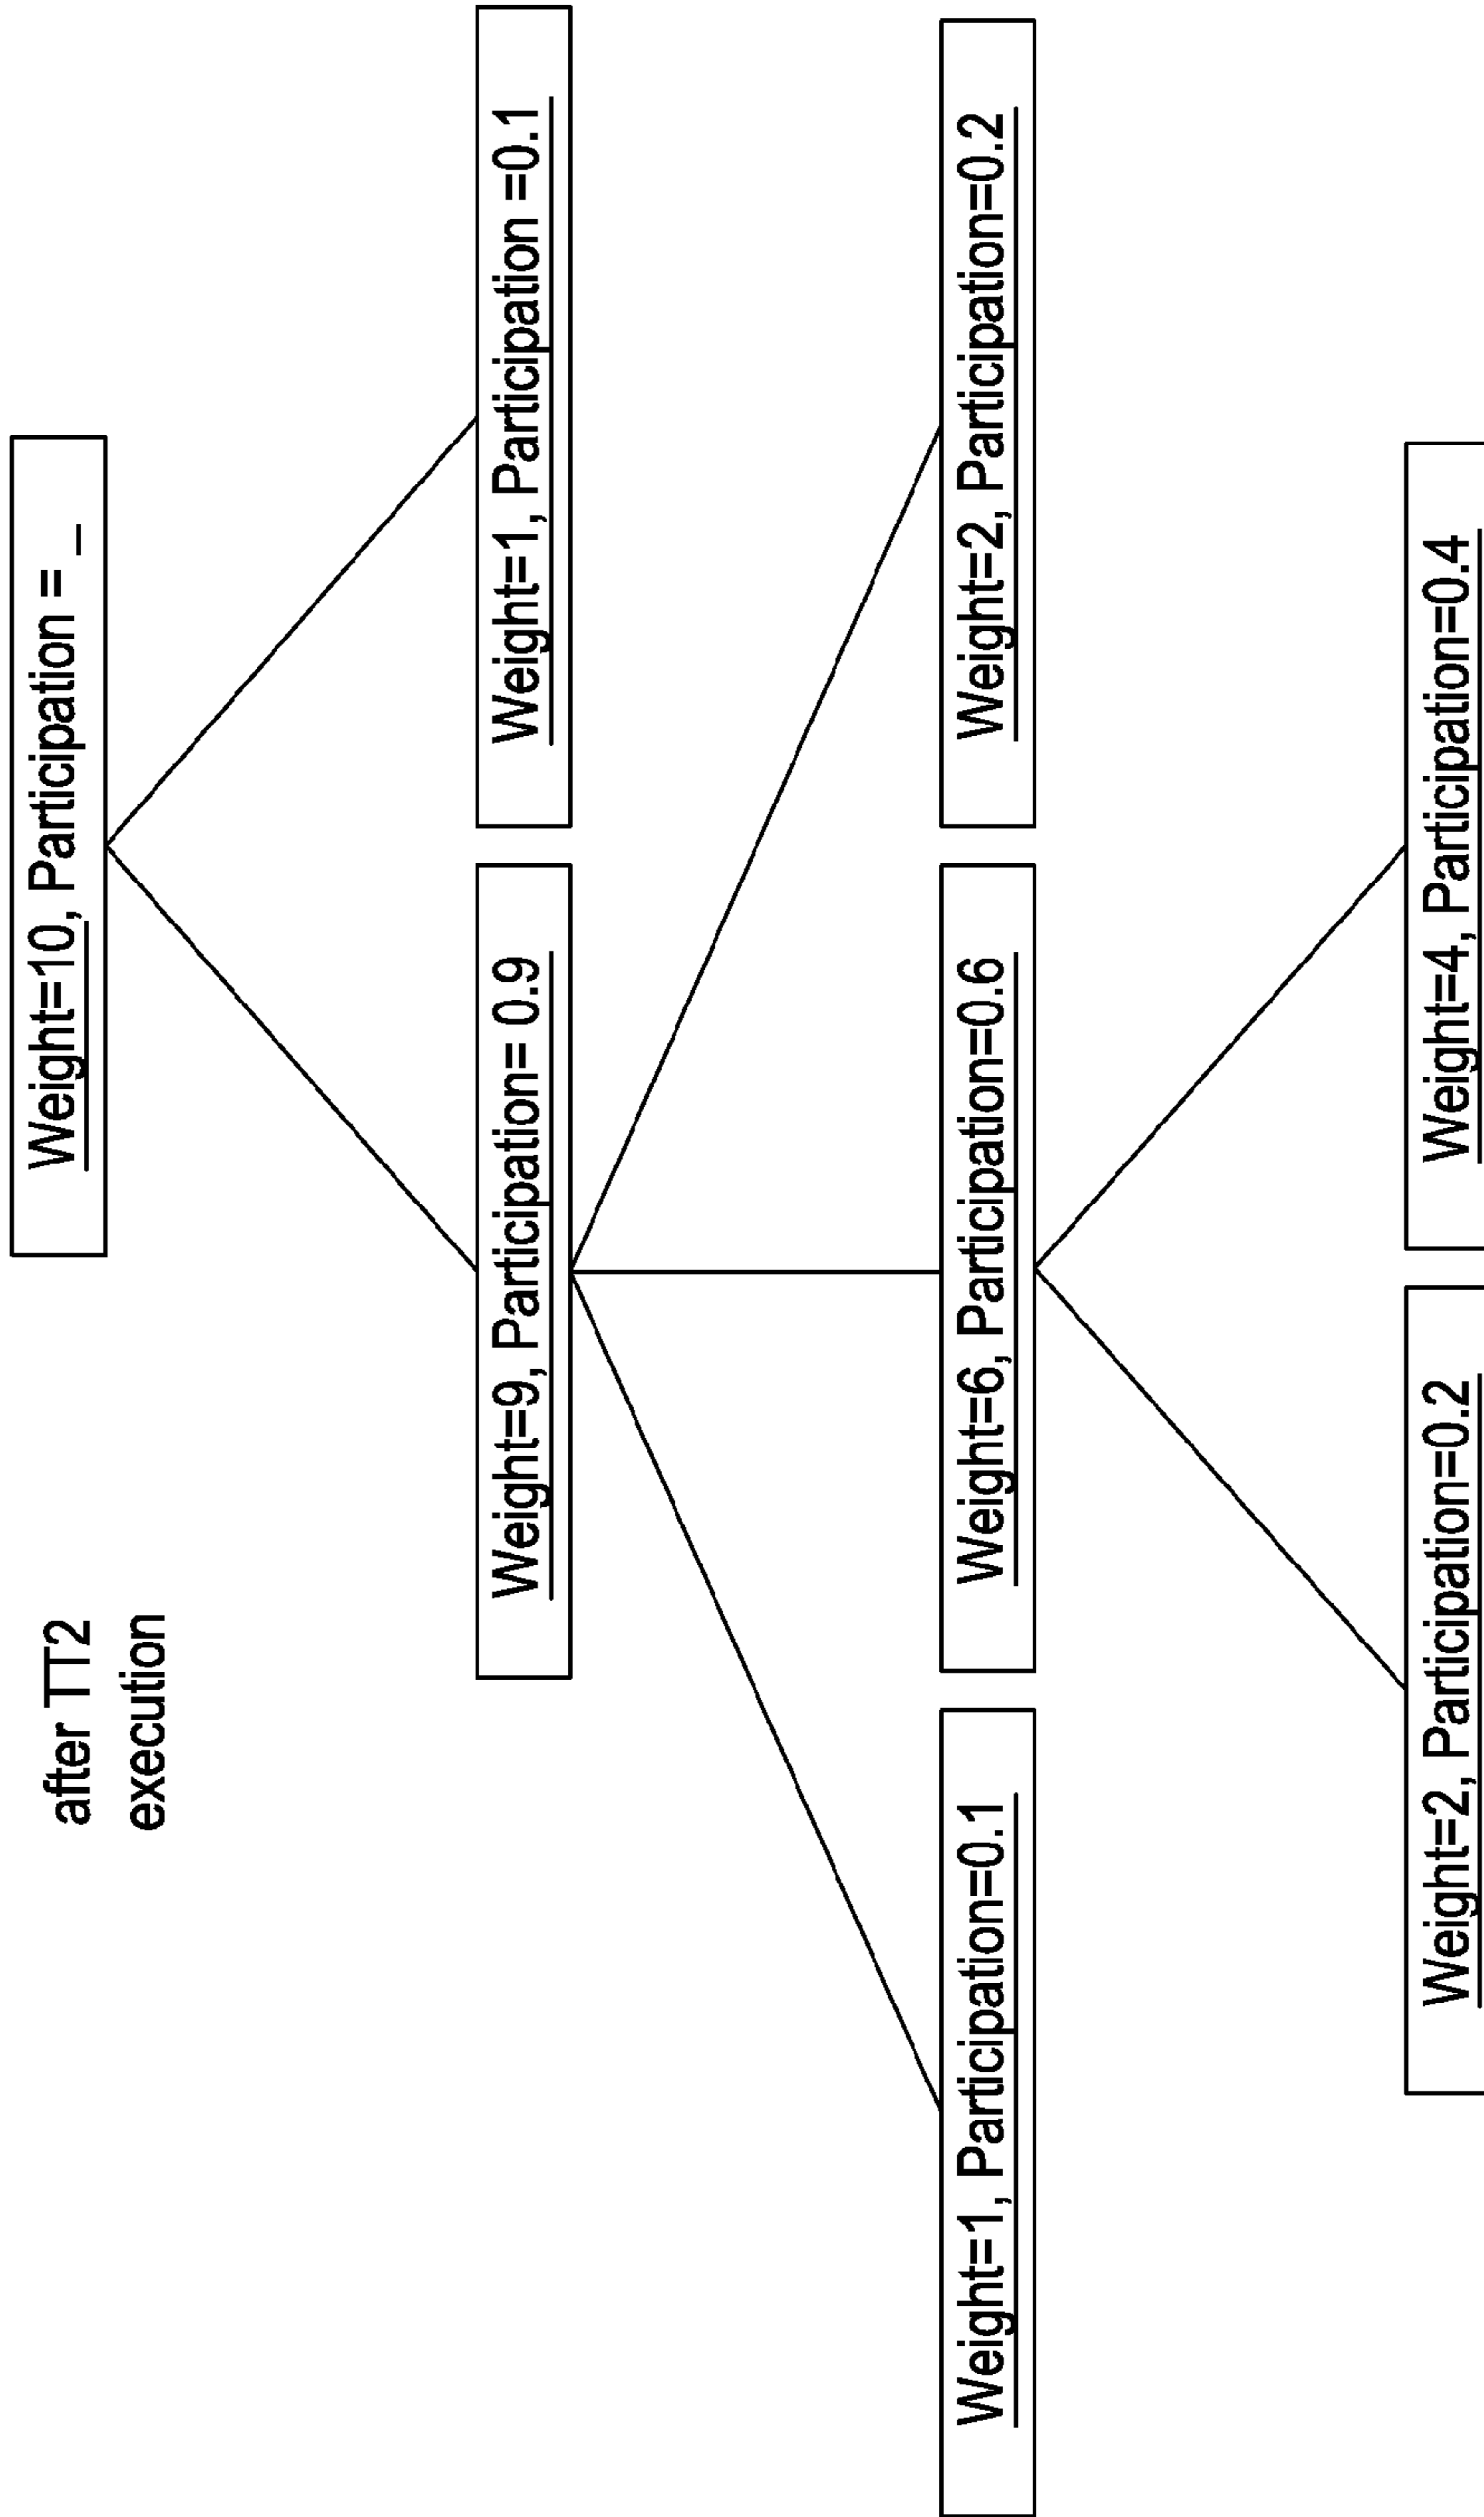 after TT2
execution
Weight=10, Participation = _
Weight=9, Participation= 0.9
Weight=1, Participation =0.1
Weight=1, Participation=0.1
Weight=6, Participation=0.6
Weight=2, Participation=0.2
Weight=2, Participation=0.2
Weight=4, Participation=0.4